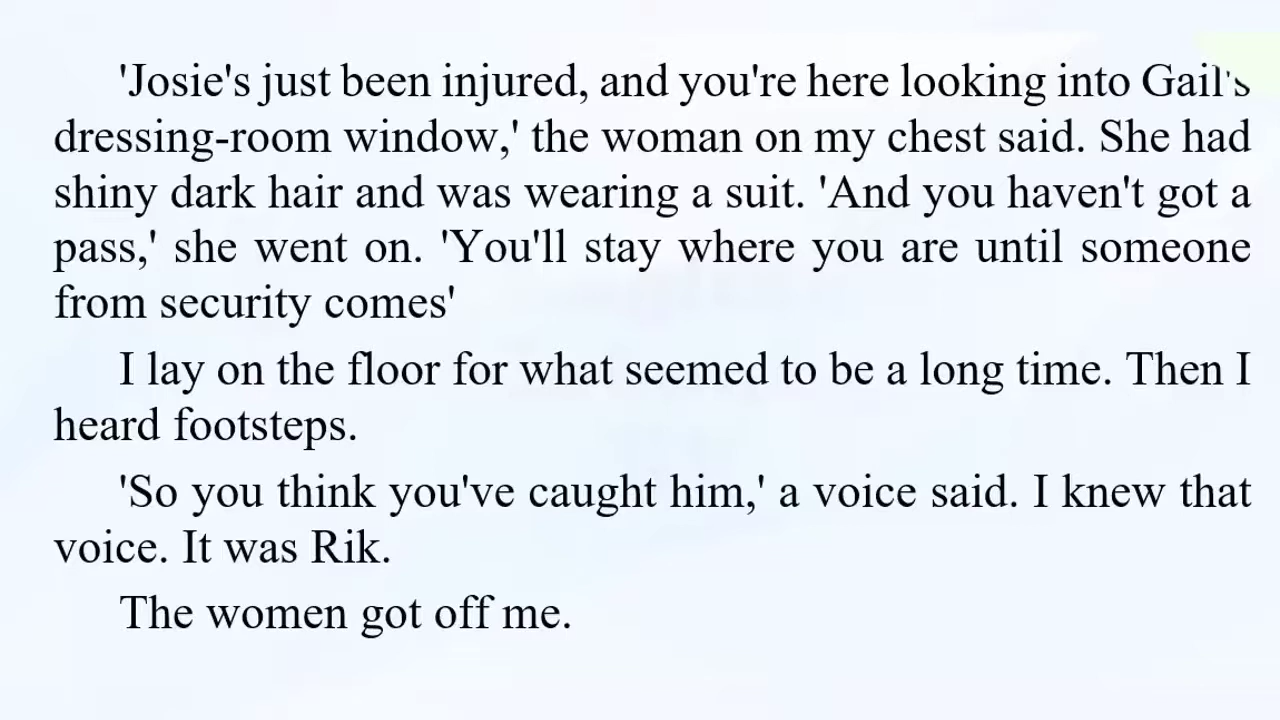 'Josie's just been injured, and you're here looking into Gail's
dressing-room window,' the woman on my chest said. She had
shiny dark hair and was wearing a suit. 'And you haven't got a
pass,' she went on. 'You'll stay where you are until someone
from security comes'
I lay on the floor for what seemed to be a long time. Then I
heard footsteps.
'So you think you've caught him,' a voice said. I knew that
voice. It was Rik.
The women got off me.